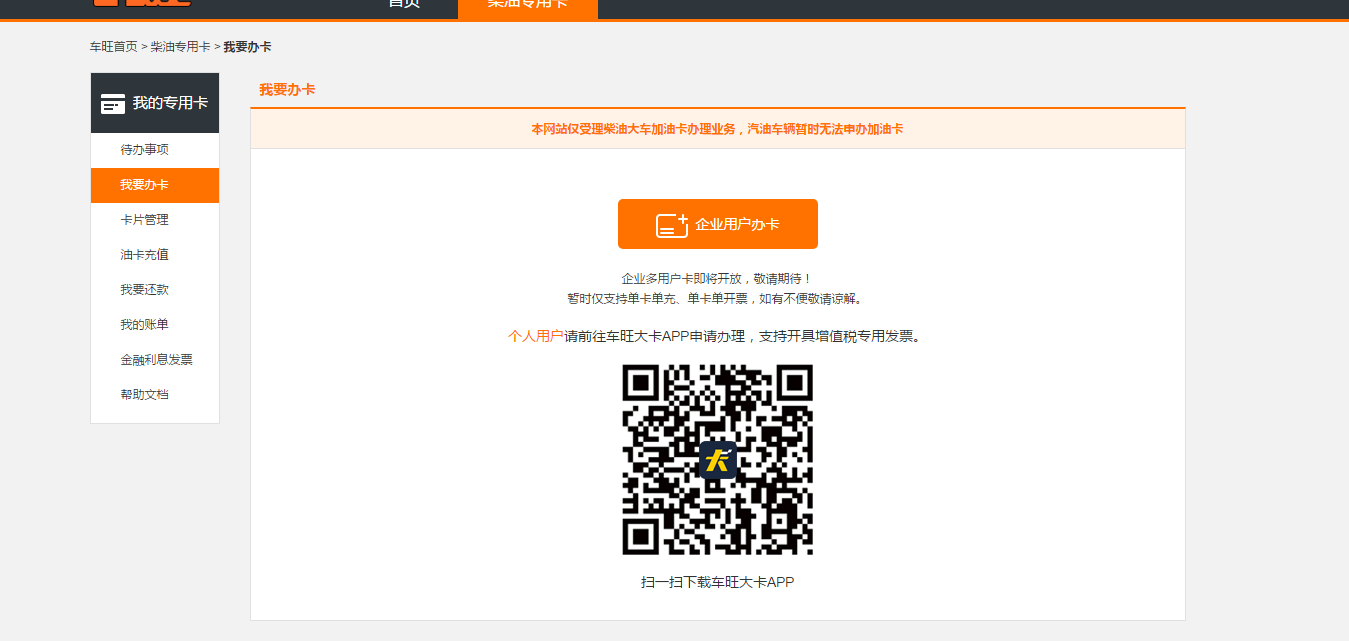 首页
柴油专用卡
车旺首页 > 柴油专用卡 > 我要办卡
我的专用卡
待办事项
我要办卡
卡片管理
油卡充值
我要还款
我的账单
金融利息发票
帮助文档
我要办卡
本网站仅受理柴油大车加油卡办理业务，汽油车辆暂时无法申办加油卡
企业用户办卡
企业多用户卡即将开放，敬请期待！
暂时仅支持单卡单充、单卡单开票，如有不便敬请谅解。
个人用户请前往车旺大卡APP申请办理，支持开具增值税专用发票。
扫一扫下载车旺大卡APP